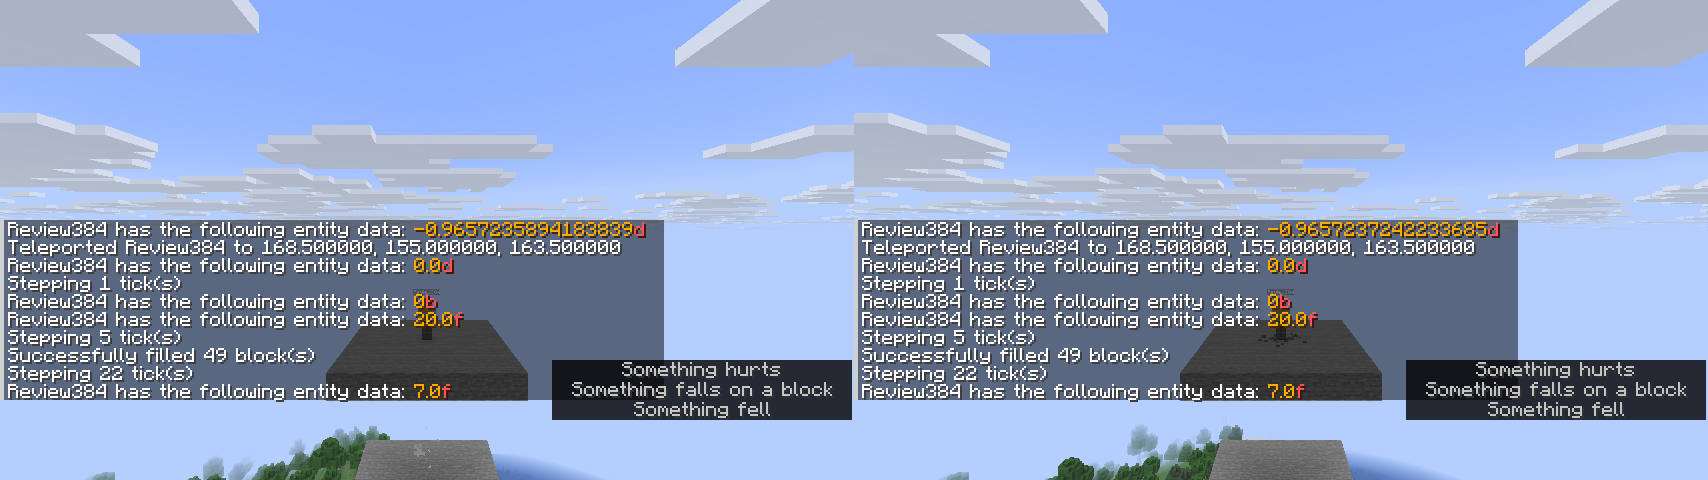 Review384 has the following entity data: -0.9657235894183839d
Teleported Review384 to 168.500000, 155.000000, 163.500000
Review384 has the following entity data: 0.0d
Stepping 1 tick(s)
Review384 has the following entity data: 0b
Review384 has the following entity data: 20.0f
Stepping 5 tick(s)
Successfully filled 49 block(s)
Stepping 22 tick(s)
Review384 has the following entity data: 7.0f
Something hurts
Something falls on a block
Something fell
Review384 has the following entity data: -0.9657237242233685d
Teleported Review384 to 168.500000, 155.000000, 163.500000
Review384 has the following entity data: 0.0d
Stepping 1 tick(s)
Review384 has the following entity data: 0b
Review384 has the following entity data: 20.0f
Stepping 5 tick(s)
Successfully filled 49 block(s)
Stepping 22 tick(s)
Review384 has the following entity data: 7.0f
Something hurts
Something falls on a block
Something fell